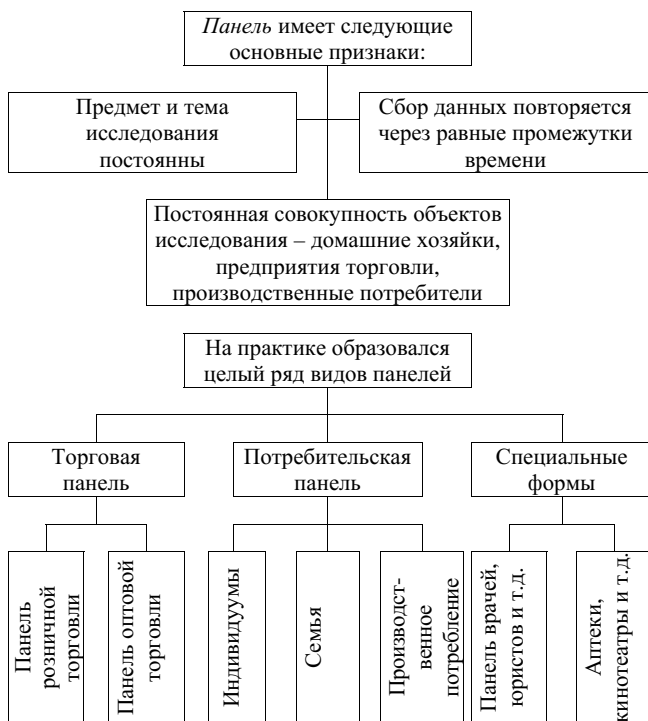 Панель имеет следующие
основные признаки:
Предмет и тема
исследования
постоянны
Сбор данных повторяется
через равные промежутки
времени
Постоянная совокупность объектов
исследования – домашние хозяйки,
предприятия торговли,
производственные потребители
На практике образовался
целый ряд видов панелей
Торговая
панель
Потребительская
панель
Специальные
формы
Панель
розничной
торговли
Панель оптовой
торговли
Индивидуумы
Семья
Производст-
венное
потребление
Панель врачей,
юристов и т.д.
Аптеки,
кинотеатры и т.д.